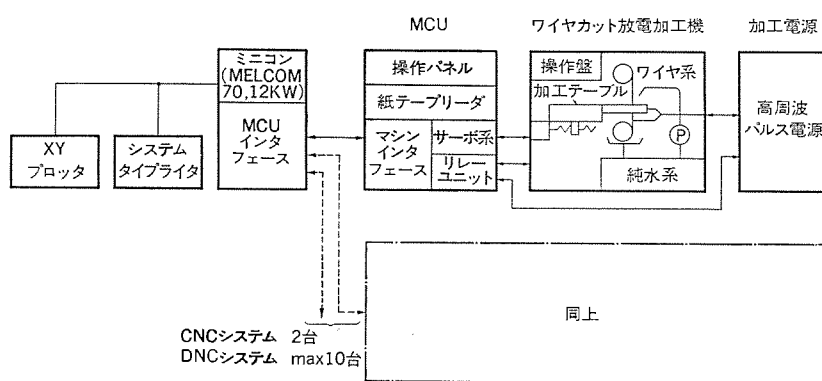 MCU
ワイヤカット放電加工機
加工電源
ミニコン
(MELCOM
70,12KW)
MCU
インタ
フェース
XY
プロッタ
システム
タイプライタ
操作パネル
紙テープリーダ
マシン
インタ
フェース
サーボ系
リレー
ユニット
操作盤
ワイヤ系
加工テーブル
P
純水系
高周波
パルス電源
同上
CNCシステム 2台
DNCシステム max10台